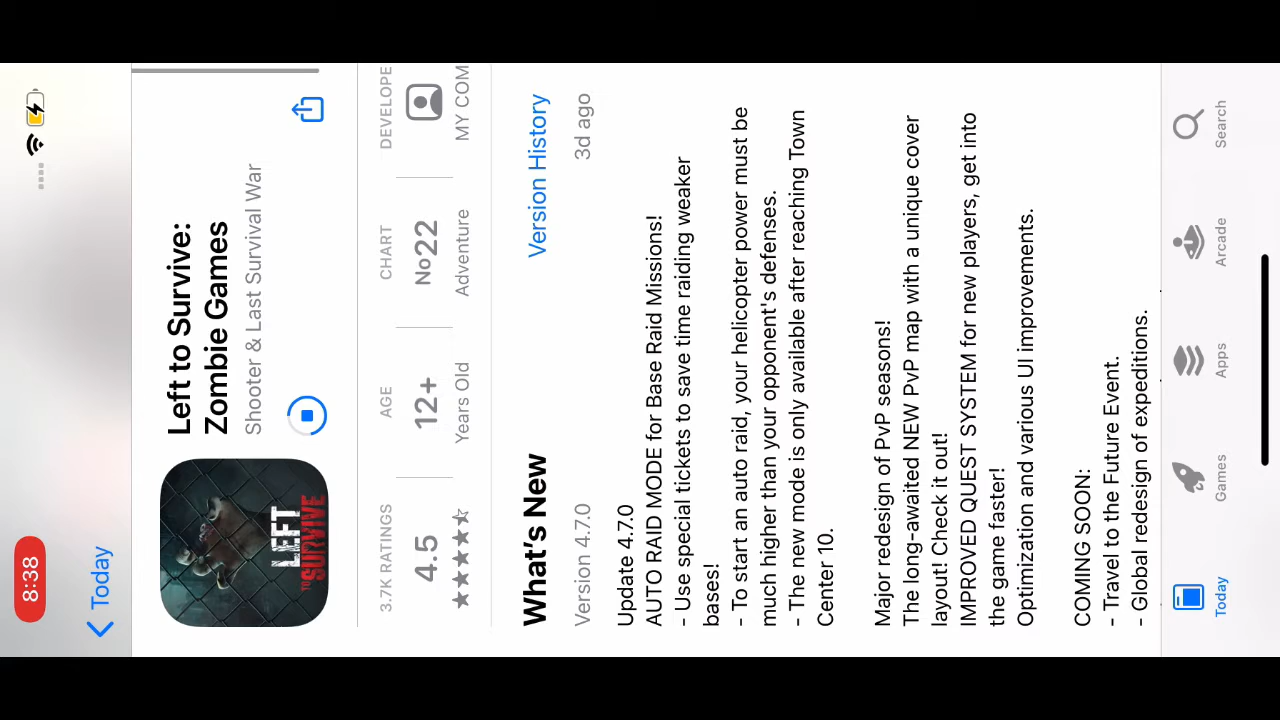 8:38
Today
LEFT
TO SURVIVE
Left to Survive:
Zombie Games
Shooter & Last Survival War
3.7K RATINGS
4.5
AGE
12+
Years Old
CHART
No22
Adventure
DEVELOPE
MY COM
What's New
Version History
Version 4.7.0
3d ago
Update 4.7.0
AUTO RAID MODE for Base Raid Missions!
- Use special tickets to save time raiding weaker
bases!
- To start an auto raid, your helicopter power must be
much higher than your opponent's defenses.
- The new mode is only available after reaching Town
Center 10.
Major redesign of PvP seasons!
The long-awaited NEW PvP map with a unique cover
layout! Check it out!
IMPROVED QUEST SYSTEM for new players, get into
the game faster!
Optimization and various UI improvements.
COMING SOON:
- Travel to the Future Event.
- Global redesign of expeditions.
Today
Games
Apps
Arcade
Search